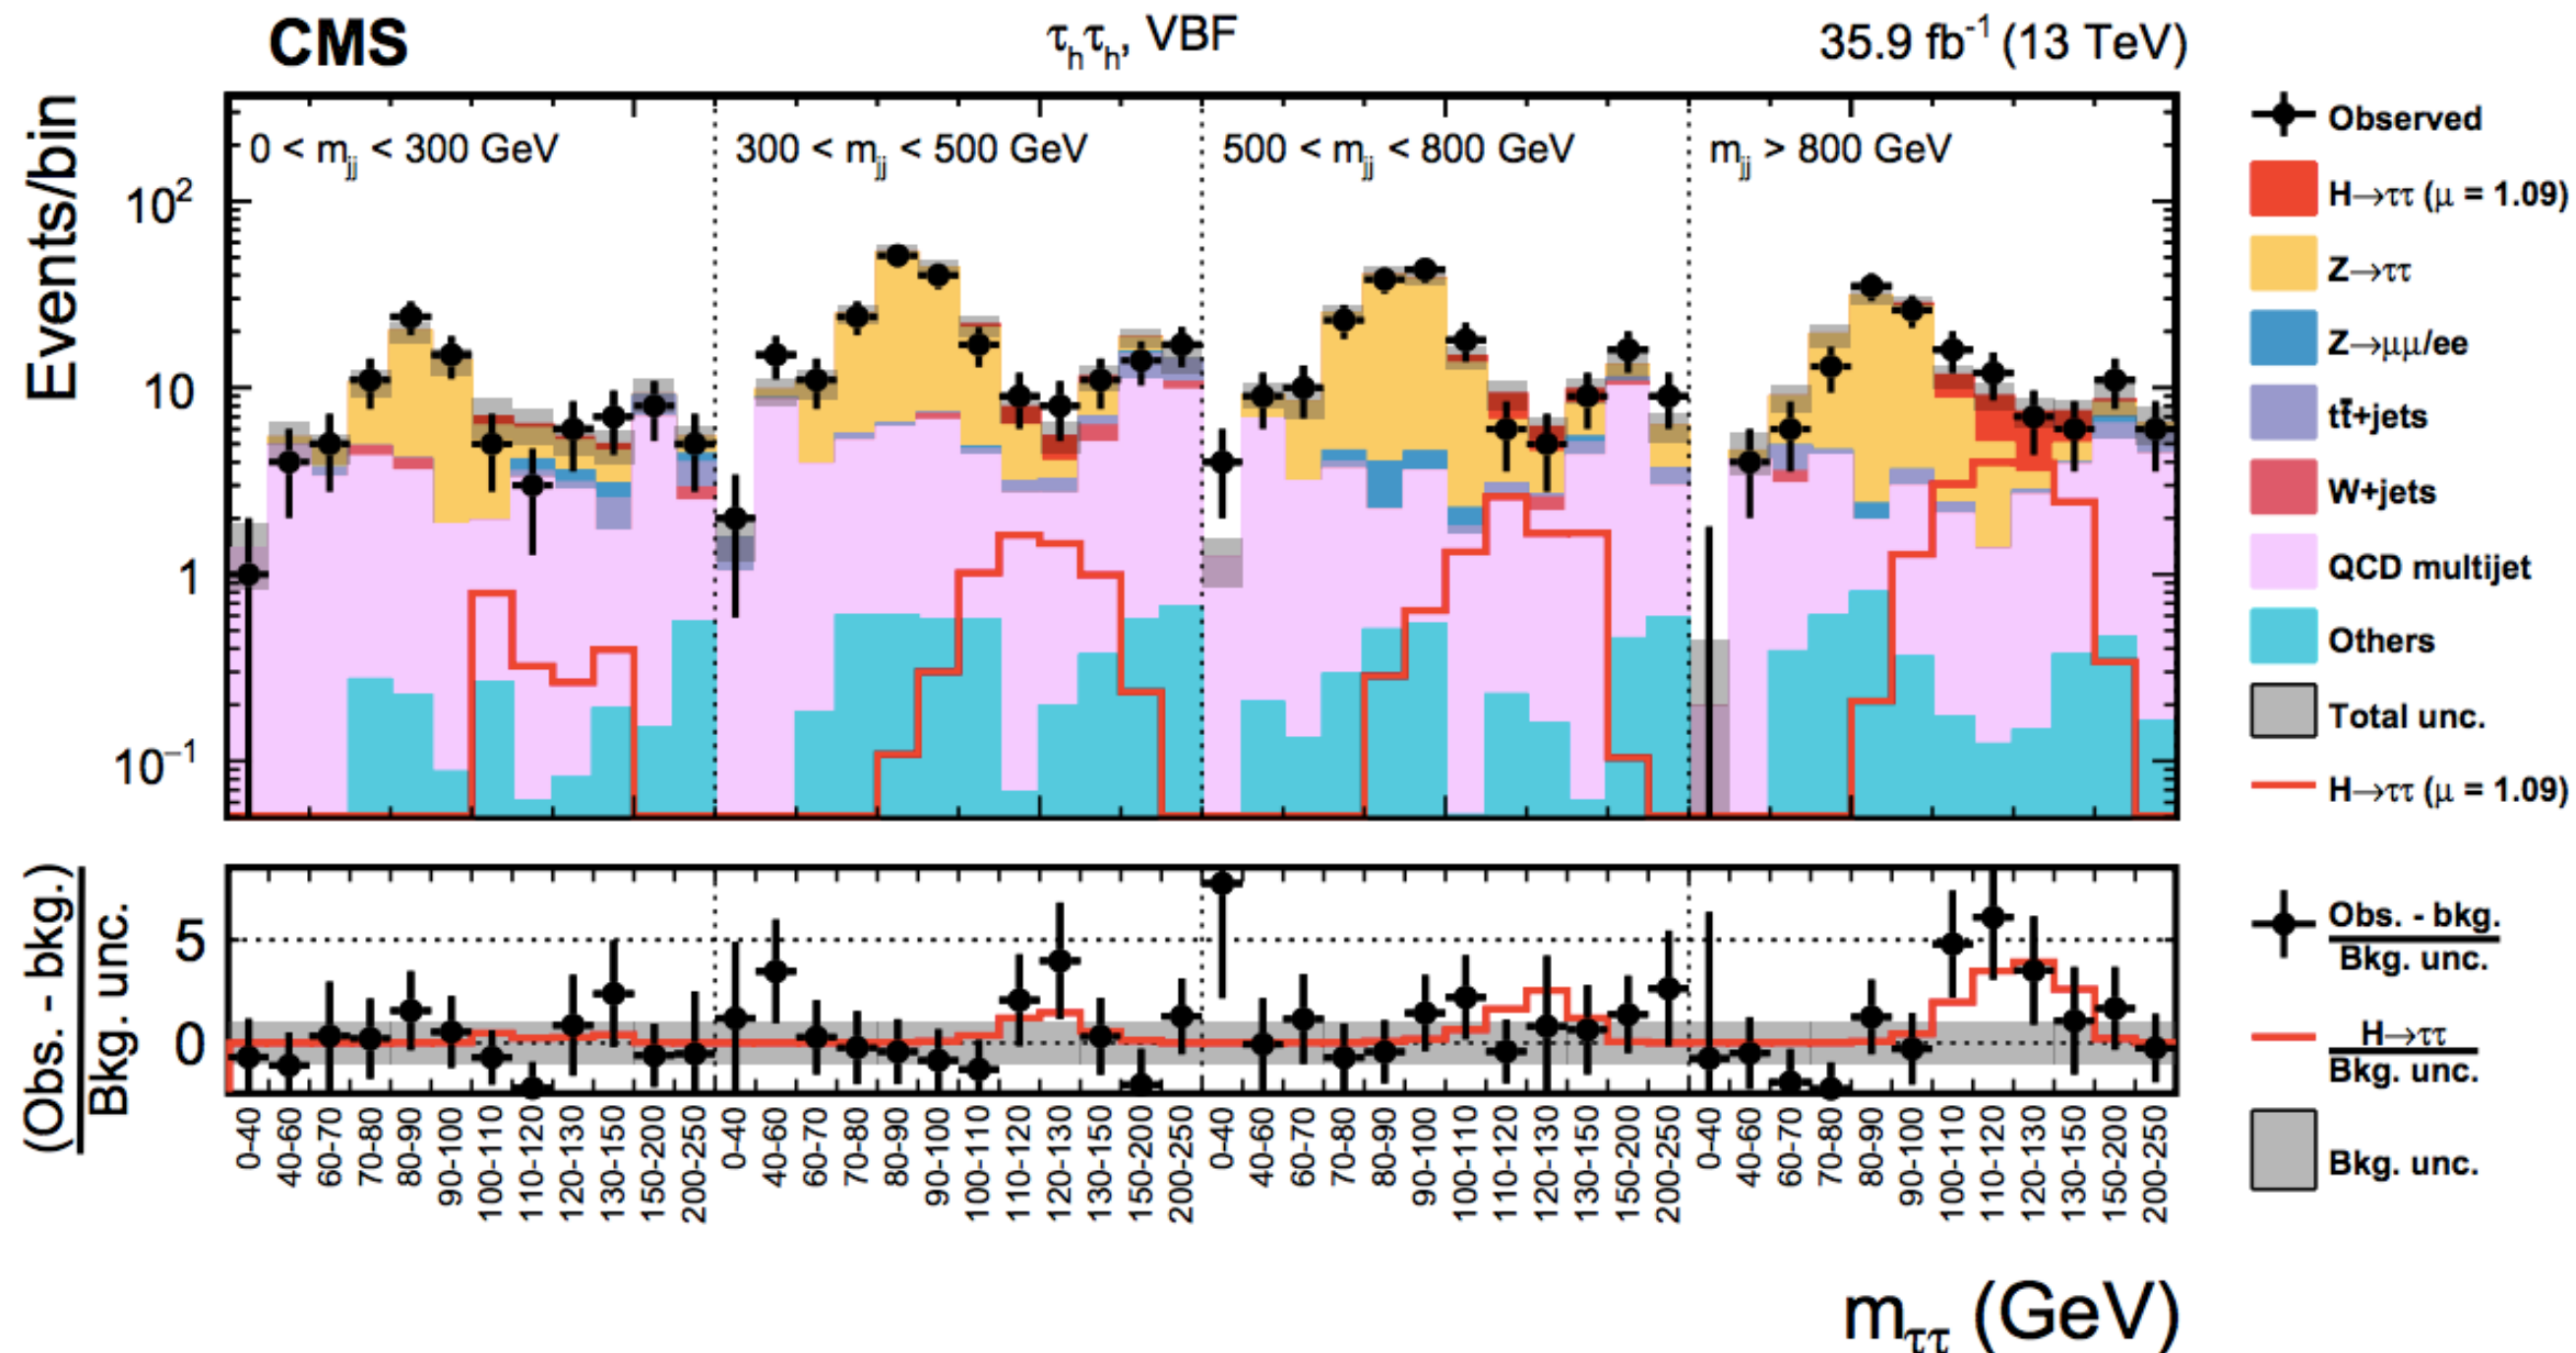 CMS
τhτh, VBF
35.9 fb⁻¹ (13 TeV)
Events/bin
10²
10
1
10⁻¹
0 < mjj < 300 GeV
300 < mjj < 500 GeV
500 < mjj < 800 GeV
mjj > 800 GeV
Observed
H→ττ (μ = 1.09)
Z→ττ
Z→μμ/ee
tt̄+jets
W+jets
QCD multijet
Others
Total unc.
H→ττ (μ = 1.09)
(Obs. - bkg.)
Bkg. unc.
5
0
Obs. - bkg.
Bkg. unc.
H→ττ
Bkg. unc.
Bkg. unc.
0-40
40-60
60-70
70-80
80-90
90-100
100-110
110-120
120-130
130-150
150-200
200-250
0-40
40-60
60-70
70-80
80-90
90-100
100-110
110-120
120-130
130-150
150-200
200-250
0-40
40-60
60-70
70-80
80-90
90-100
100-110
110-120
120-130
130-150
150-200
200-250
0-40
40-60
60-70
70-80
80-90
90-100
100-110
110-120
120-130
130-150
150-200
200-250
mττ (GeV)